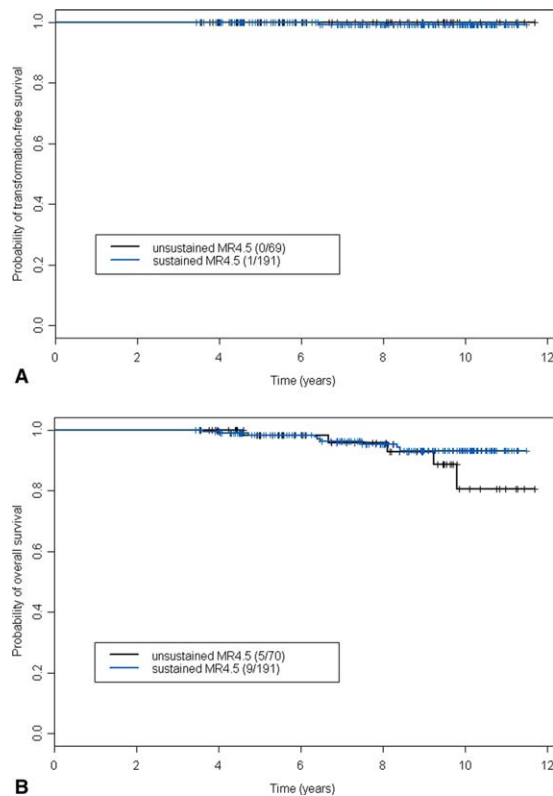 Probability of transformation-free survival
1.0
0.8
0.6
0.4
0.2
0.0
unsustained MR4.5 (0/69)
sustained MR4.5 (1/191)
0 2 4 6 8 10 12
Time (years)
A
Probability of overall survival
1.0
0.8
0.6
0.4
0.2
0.0
unsustained MR4.5 (5/70)
sustained MR4.5 (9/191)
0 2 4 6 8 10 12
Time (years)
B